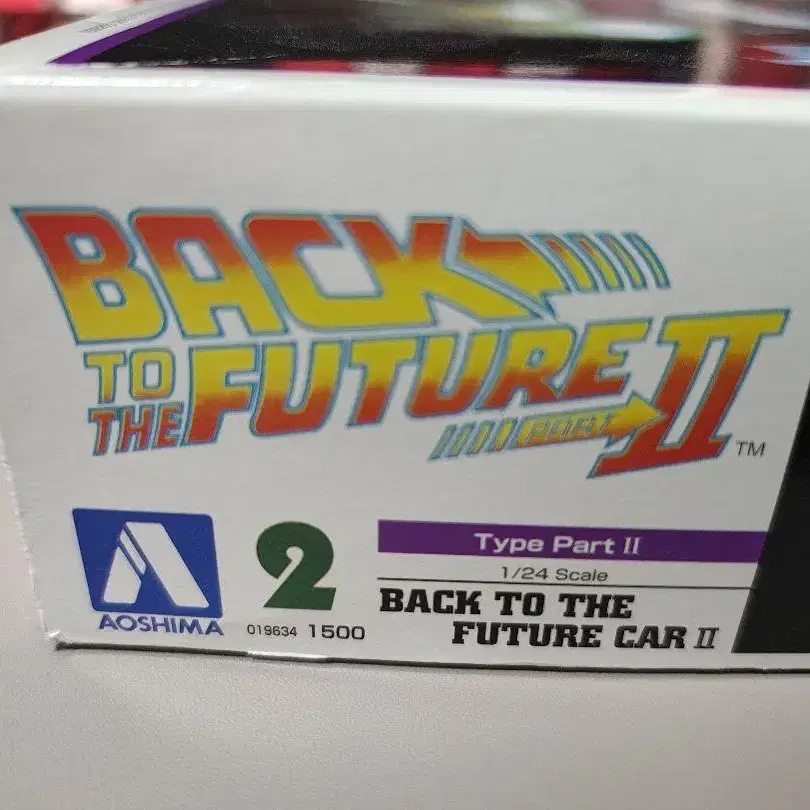 BACK
TO THE FUTURE II
PART
TM
AOSHIMA
2
019634 1500
Type Part II
1/24 Scale
BACK TO THE
FUTURE CAR II